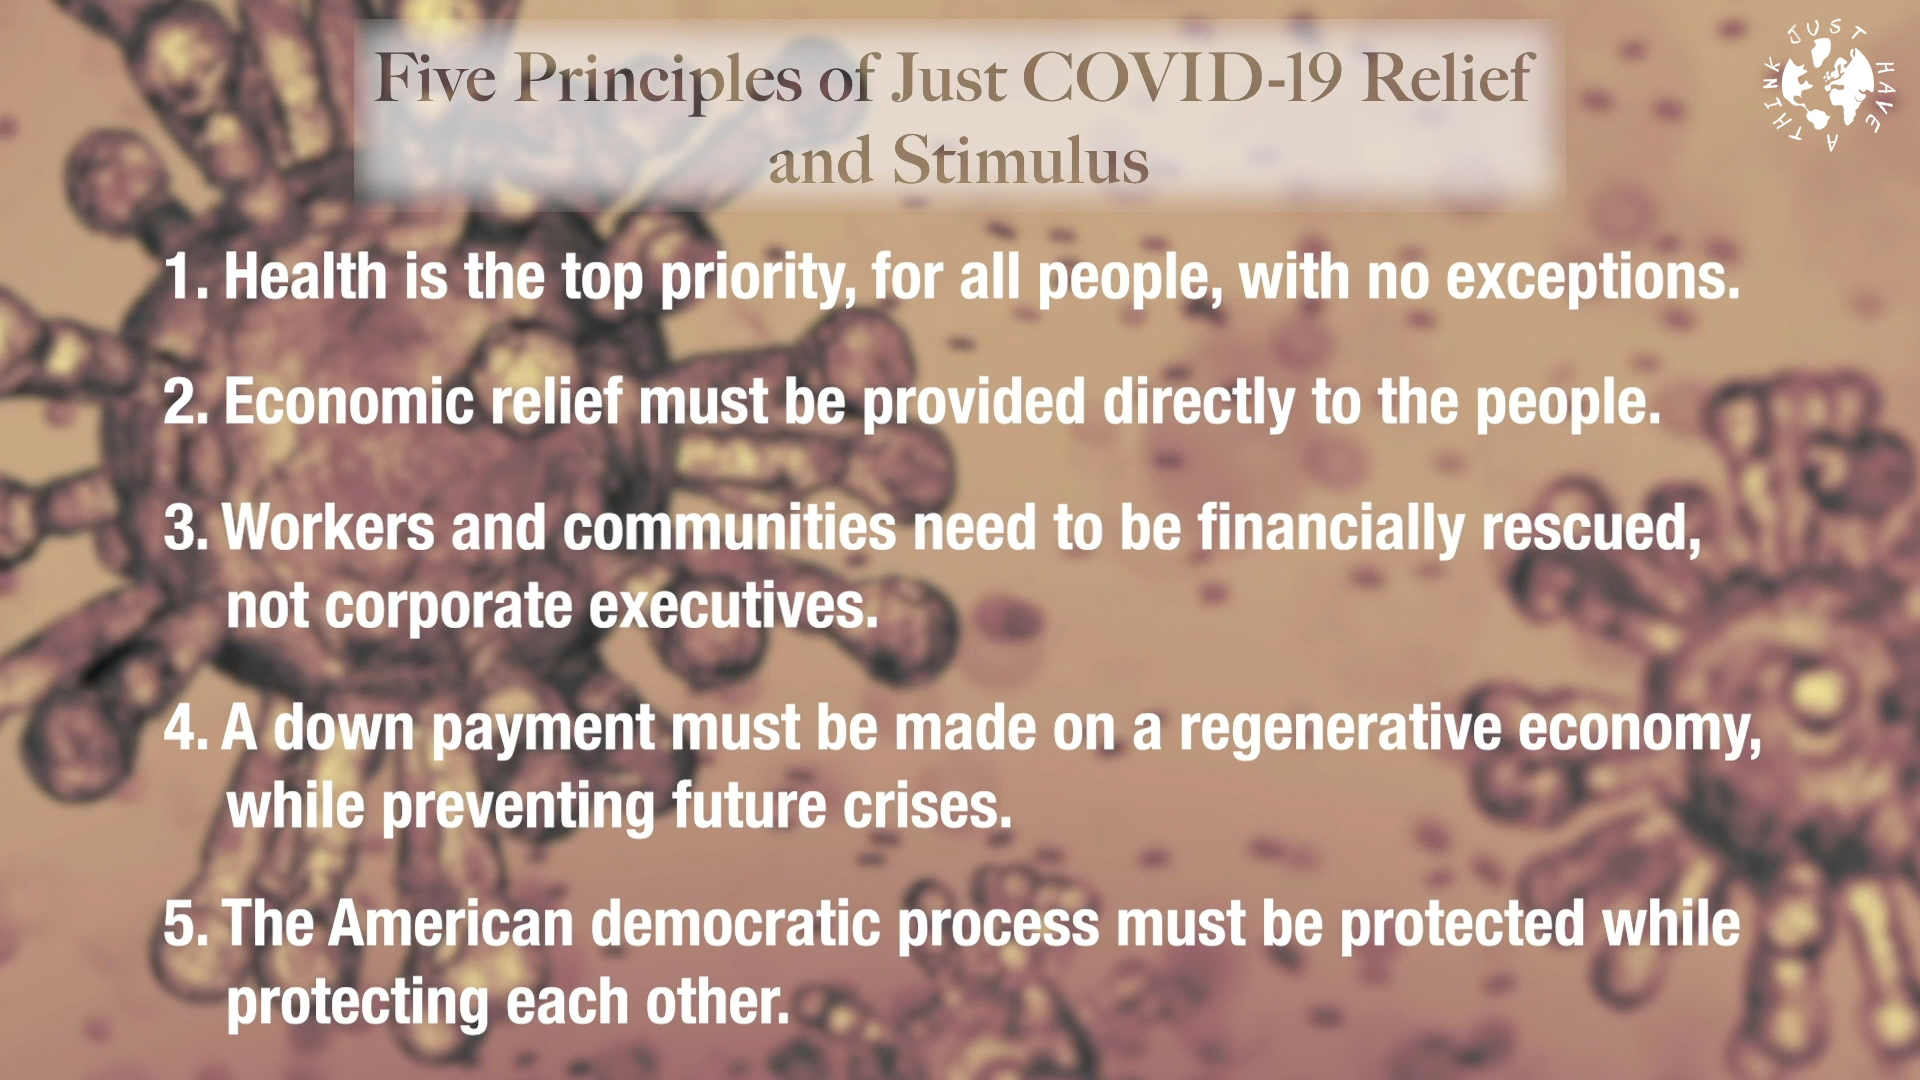 Five Principles of Just COVID-19 Relief
and Stimulus
JUST HAVE A THINK
1. Health is the top priority, for all people, with no exceptions.
2. Economic relief must be provided directly to the people.
3. Workers and communities need to be financially rescued,
not corporate executives.
4. A down payment must be made on a regenerative economy,
while preventing future crises.
5. The American democratic process must be protected while
protecting each other.